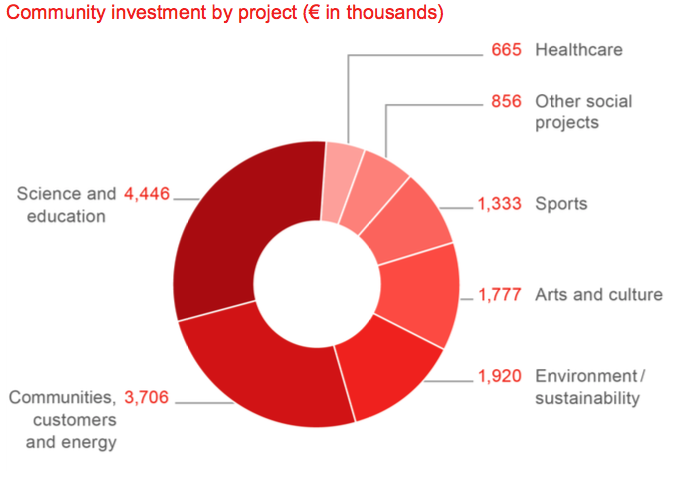 Community investment by project (€ in thousands)
665 Healthcare
856 Other social
projects
Science and 4,446
education
1,333 Sports
1,777 Arts and culture
1,920 Environment/
sustainability
Communities, 3,706
customers
and energy